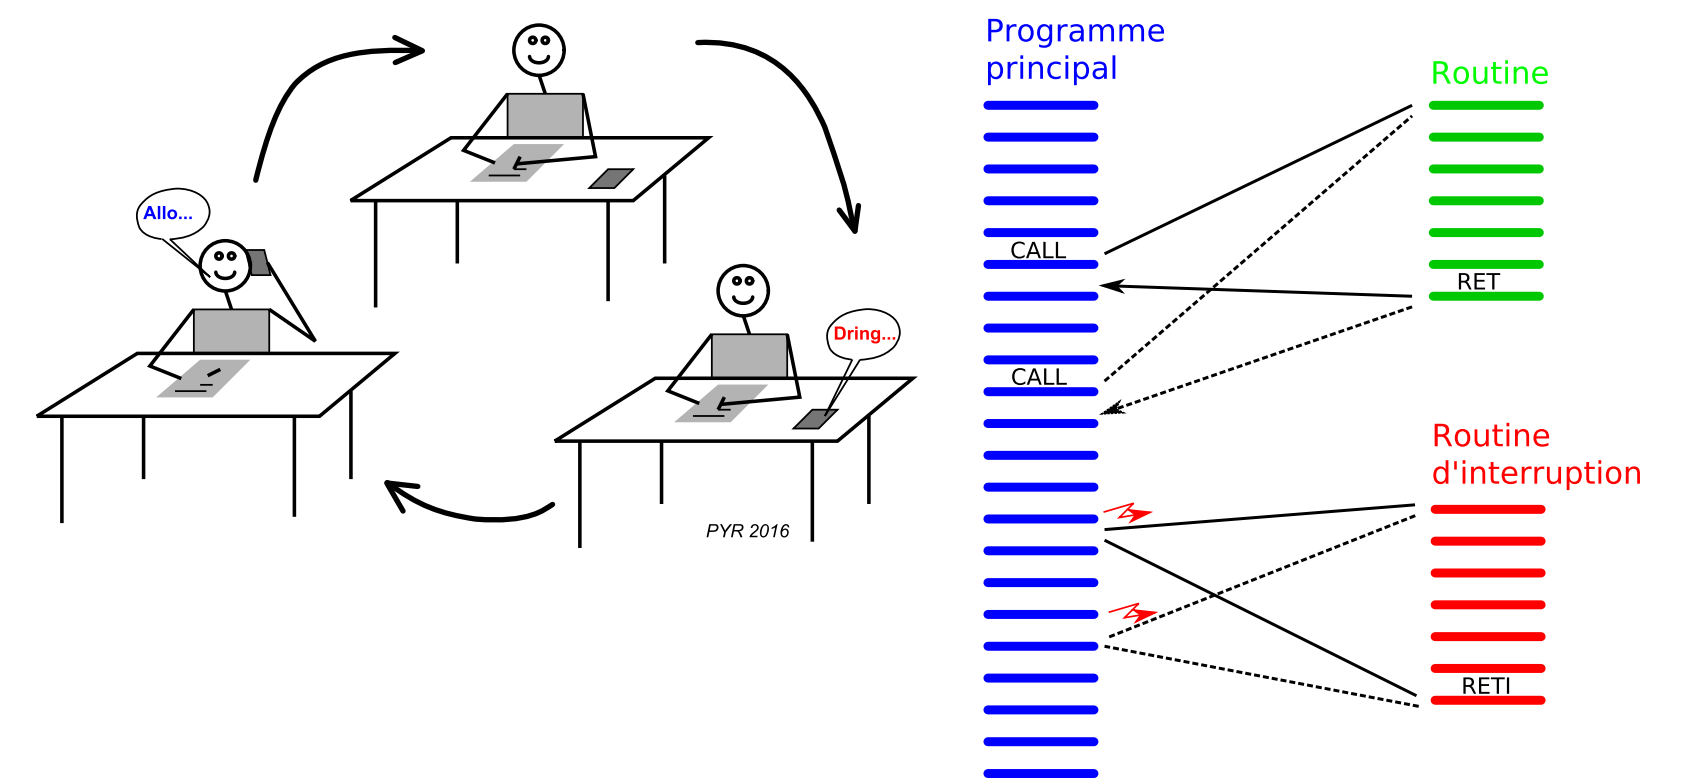 Allo...
Dring...
PYR 2016
Programme
principal
CALL
CALL
Routine
RET
Routine
d'interruption
RETI